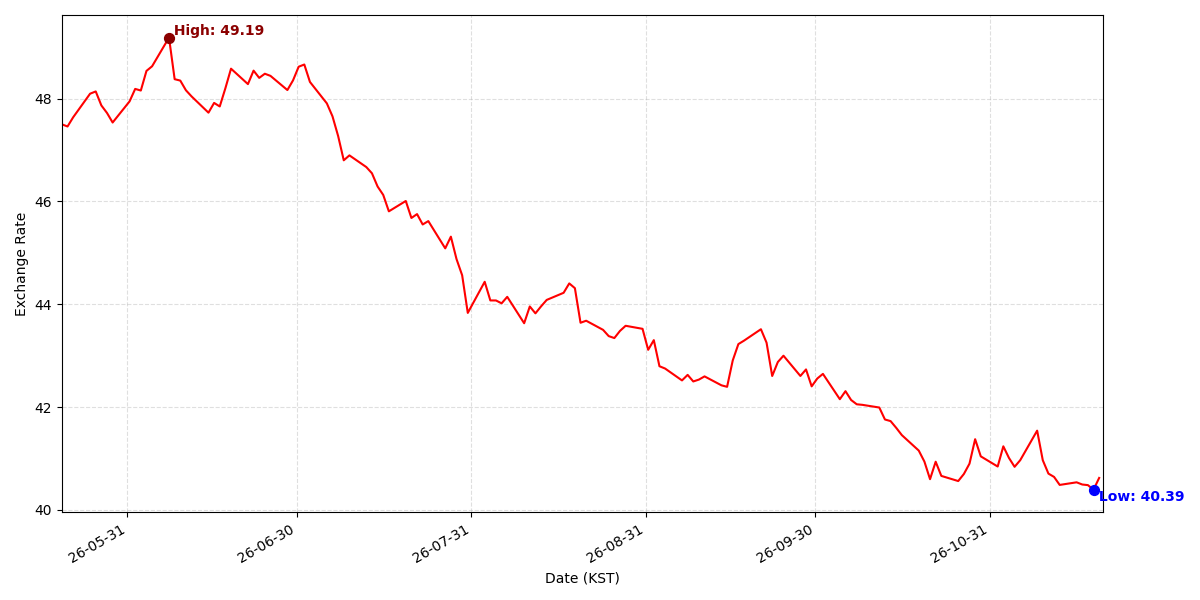 High: 49.19
48
46
44
42
40
Exchange Rate
Low: 40.39
26-05-31
26-06-30
26-07-31
26-08-31
26-09-30
26-10-31
Date (KST)